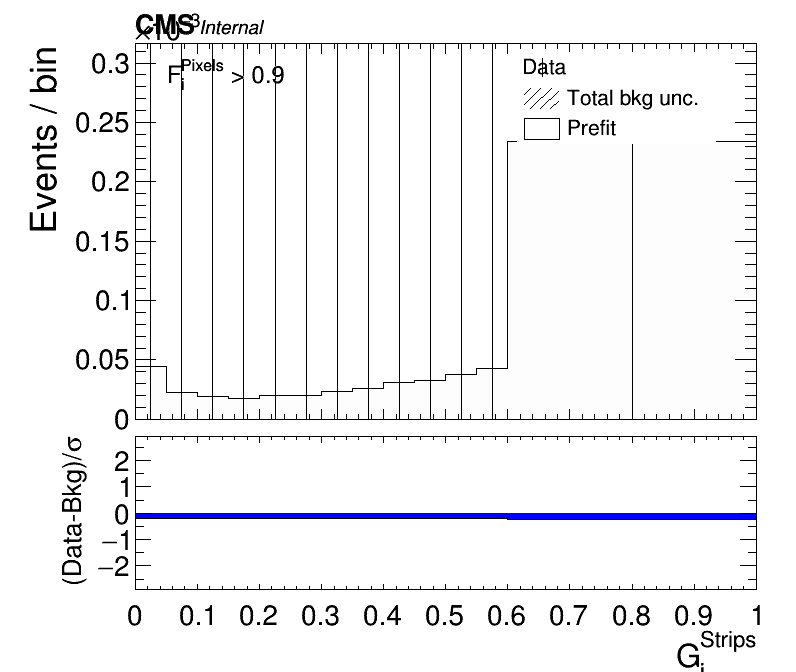 CMS Internal
×10³
Events / bin
F_i^Pixels > 0.9
Data
Total bkg unc.
Prefit
0.3
0.25
0.2
0.15
0.1
0.05
0
(Data-Bkg)/σ
2
1
0
−1
−2
0 0.1 0.2 0.3 0.4 0.5 0.6 0.7 0.8 0.9 1
G_i^Strips